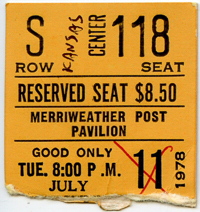 S KANSAS CENTER 118
ROW SEAT
RESERVED SEAT $8.50
MERRIWEATHER POST
PAVILION
GOOD ONLY
TUE. 8:00 P.M. 11 1978
JULY